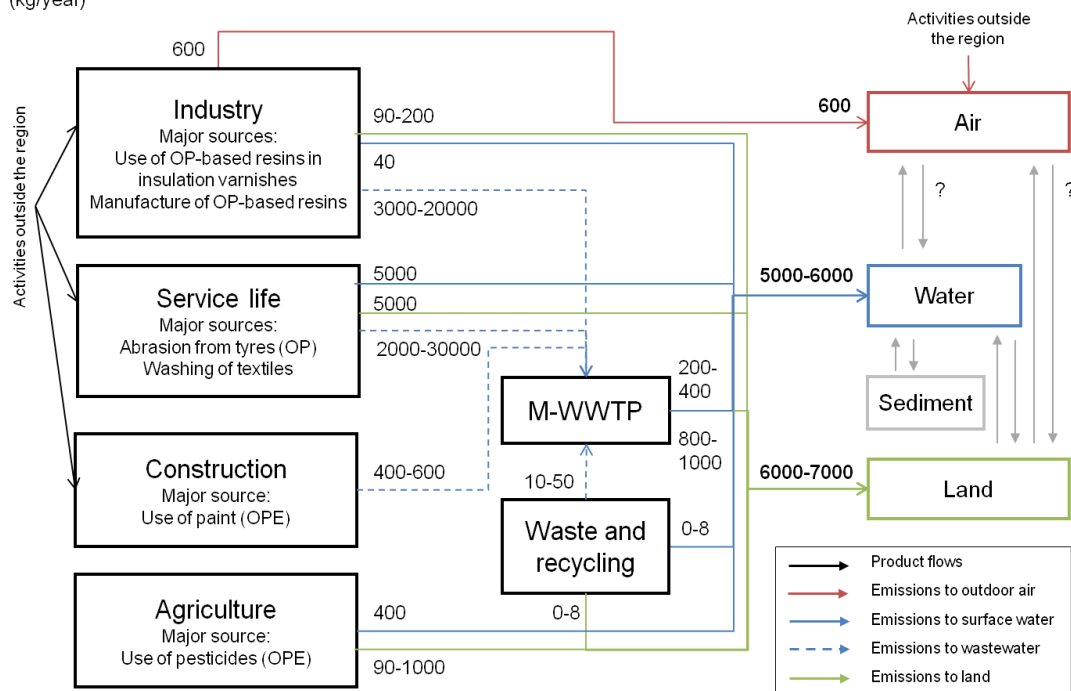 (kg/year)
Activities outside
the region
600
Industry
Major sources:
Use of OP-based resins in
insulation varnishes
Manufacture of OP-based resins
90-200
40
3000-20000
600
Air
?
?
Activities outside the region
Service life
Major sources:
Abrasion from tyres (OP)
Washing of textiles
5000
5000
2000-30000
5000-6000
Water
Sediment
M-WWTP
200-
400
800-
1000
Construction
Major source:
Use of paint (OPE)
400-600
10-50
Waste and
recycling
0-8
0-8
6000-7000
Land
Agriculture
Major source:
Use of pesticides (OPE)
400
90-1000
Product flows
Emissions to outdoor air
Emissions to surface water
Emissions to wastewater
Emissions to land